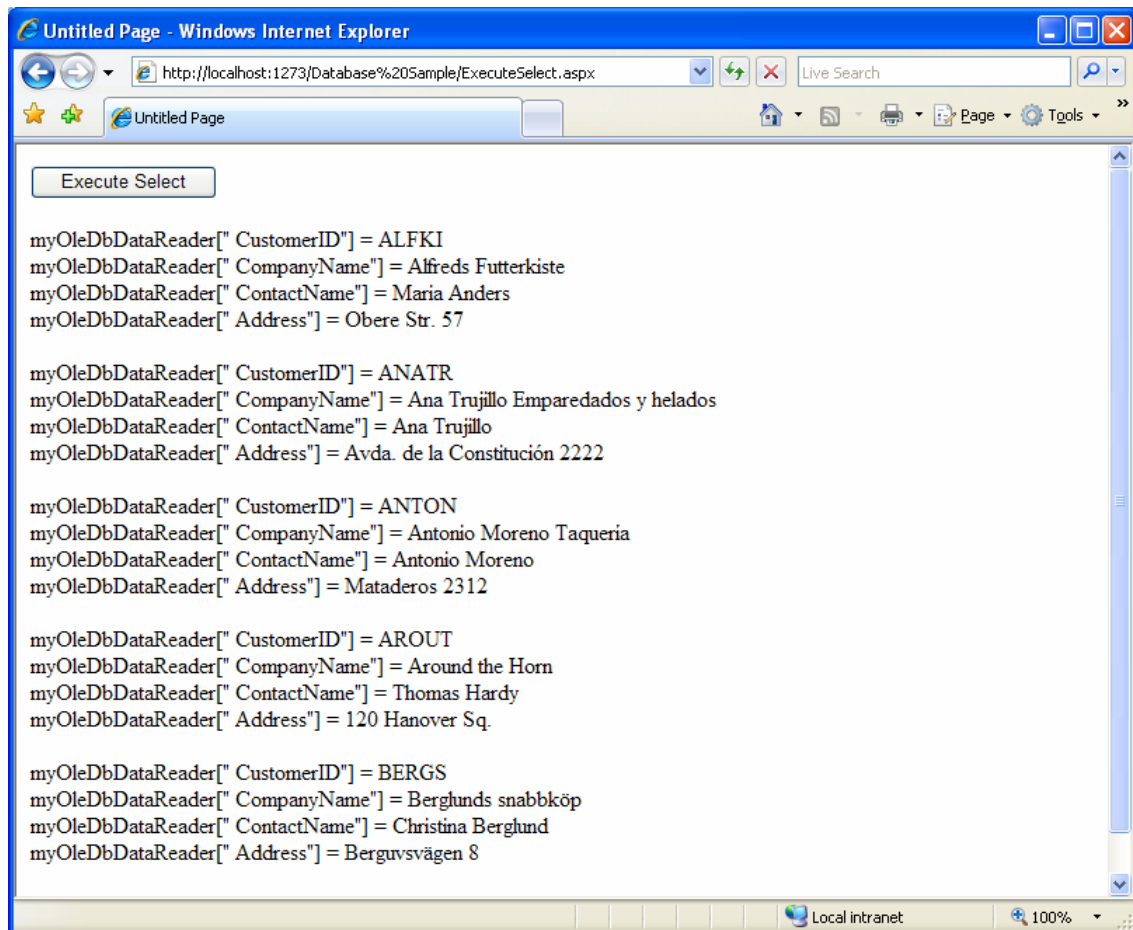 Untitled Page - Windows Internet Explorer
http://localhost:1273/Database%20Sample/ExecuteSelect.aspx
Live Search
Untitled Page
Page
Tools
»
Execute Select
myOleDbDataReader[" CustomerID"] = ALFKI
myOleDbDataReader[" CompanyName"] = Alfreds Futterkiste
myOleDbDataReader[" ContactName"] = Maria Anders
myOleDbDataReader[" Address"] = Obere Str. 57
myOleDbDataReader[" CustomerID"] = ANATR
myOleDbDataReader[" CompanyName"] = Ana Trujillo Emparedados y helados
myOleDbDataReader[" ContactName"] = Ana Trujillo
myOleDbDataReader[" Address"] = Avda. de la Constitución 2222
myOleDbDataReader[" CustomerID"] = ANTON
myOleDbDataReader[" CompanyName"] = Antonio Moreno Taquería
myOleDbDataReader[" ContactName"] = Antonio Moreno
myOleDbDataReader[" Address"] = Mataderos 2312
myOleDbDataReader[" CustomerID"] = AROUT
myOleDbDataReader[" CompanyName"] = Around the Horn
myOleDbDataReader[" ContactName"] = Thomas Hardy
myOleDbDataReader[" Address"] = 120 Hanover Sq.
myOleDbDataReader[" CustomerID"] = BERGS
myOleDbDataReader[" CompanyName"] = Berglunds snabbköp
myOleDbDataReader[" ContactName"] = Christina Berglund
myOleDbDataReader[" Address"] = Berguvsvägen 8
Local intranet
100%